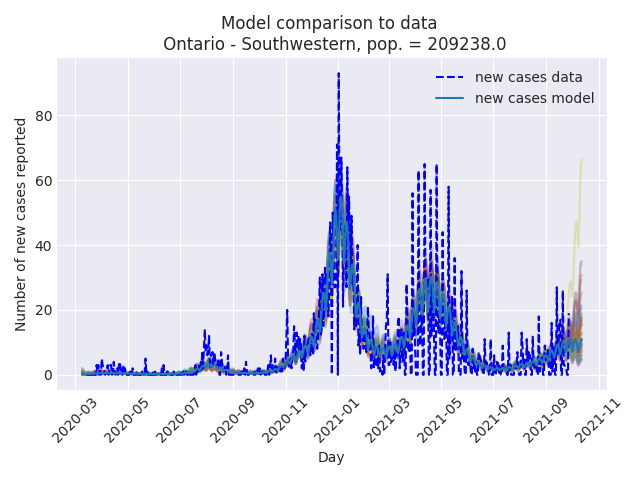 Model comparison to data
Ontario - Southwestern, pop. = 209238.0
new cases data
new cases model
Number of new cases reported
80
60
40
20
0
2020-03
2020-05
2020-07
2020-09
2020-11
2021-01
2021-03
2021-05
2021-07
2021-09
2021-11
Day